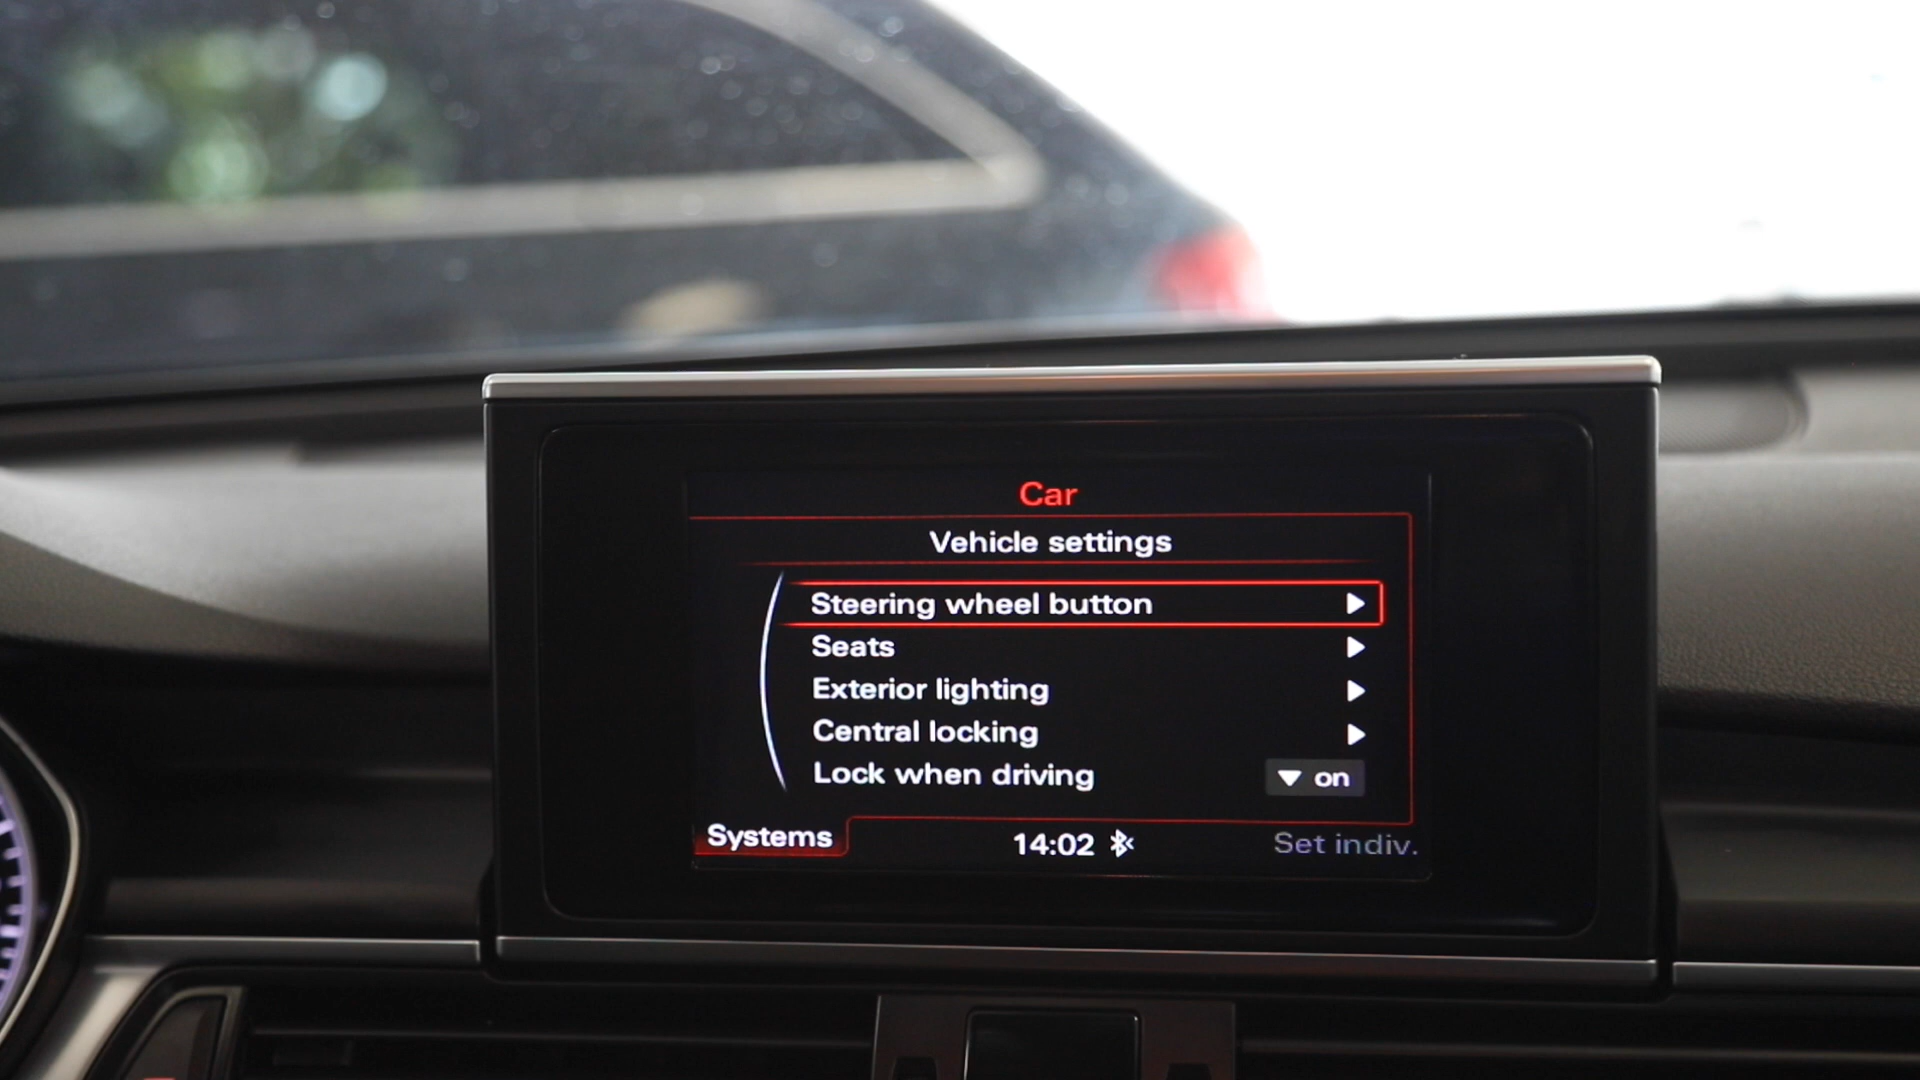 Car
Vehicle settings
Steering wheel button
Seats
Exterior lighting
Central locking
Lock when driving on
Systems 14:02 Set indiv.